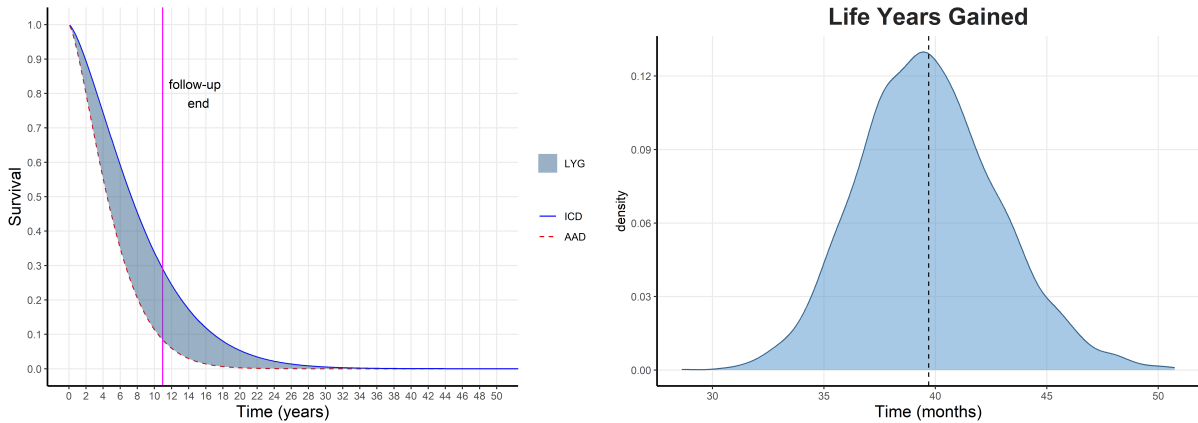 Survival
1.0
0.9
0.8
0.7
0.6
0.5
0.4
0.3
0.2
0.1
0.0
follow-up
end
0 2 4 6 8 10 12 14 16 18 20 22 24 26 28 30 32 34 36 38 40 42 44 46 48 50
Time (years)
LYG
ICD
AAD
Life Years Gained
density
0.12
0.09
0.06
0.03
0.00
30 35 40 45 50
Time (months)